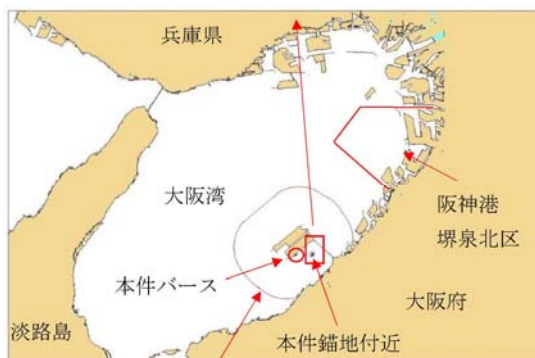 兵庫県
大阪湾
阪神港
堺泉北区
本件バース
大阪府
淡路島
本件錨地付近